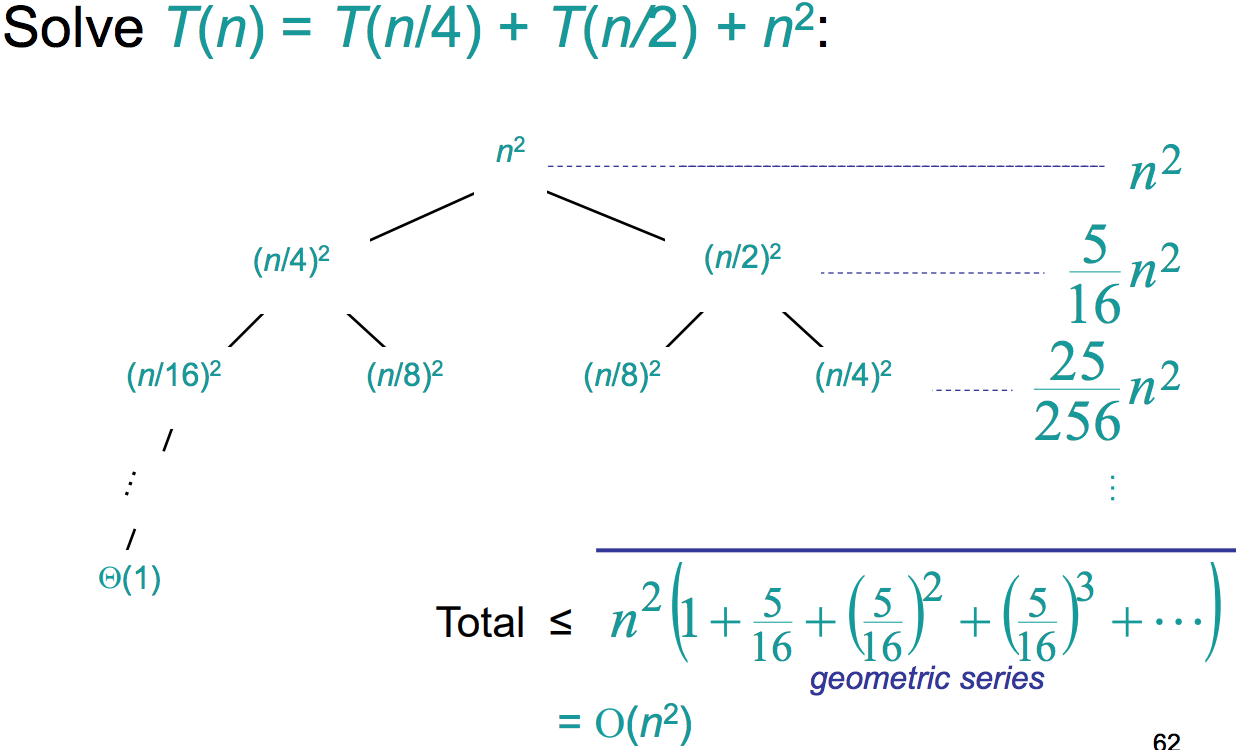 Solve T(n) = T(n/4) + T(n/2) + n²:
n² n²
(n/4)² (n/2)² 5/16 n²
(n/16)² (n/8)² (n/8)² (n/4)² 25/256 n²
⋰ ⋮
Θ(1)
Total ≤ n²(1 + 5/16 + (5/16)² + (5/16)³ + ⋯)
geometric series
= O(n²)
62